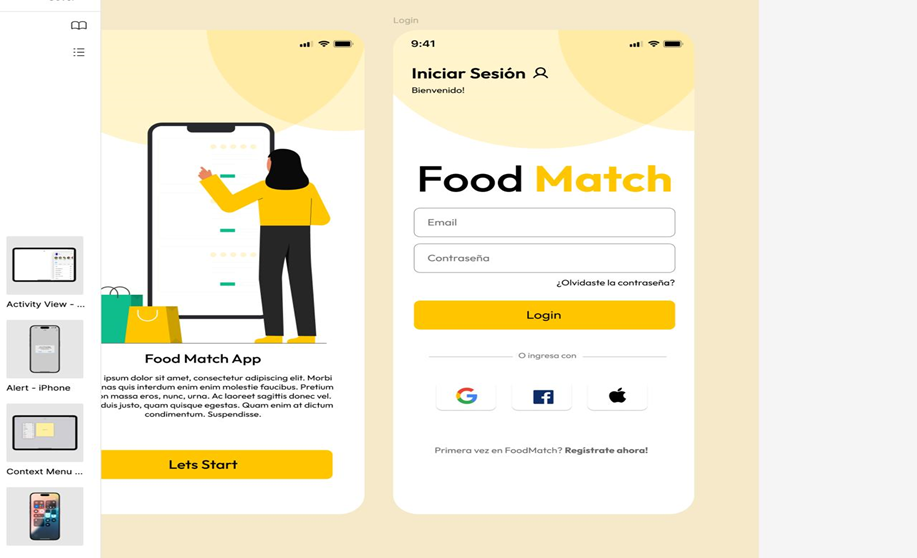 Activity View - ...
Alert - iPhone
Context Menu ...
Food Match App
ipsum dolor sit amet, consectetur adipiscing elit. Morbi
nas quis interdum enim enim molestie faucibus. Pretium
on massa eros, nunc, urna. Ac laoreet sagittis donec vel.
duis justo, quam quisque egestas. Quam enim at dictum
condimentum. Suspendisse.
Lets Start
Login
9:41
Iniciar Sesión
Bienvenido!
Food Match
Email
Contraseña
¿Olvidaste la contraseña?
Login
O ingresa con
Primera vez en FoodMatch? Registrate ahora!